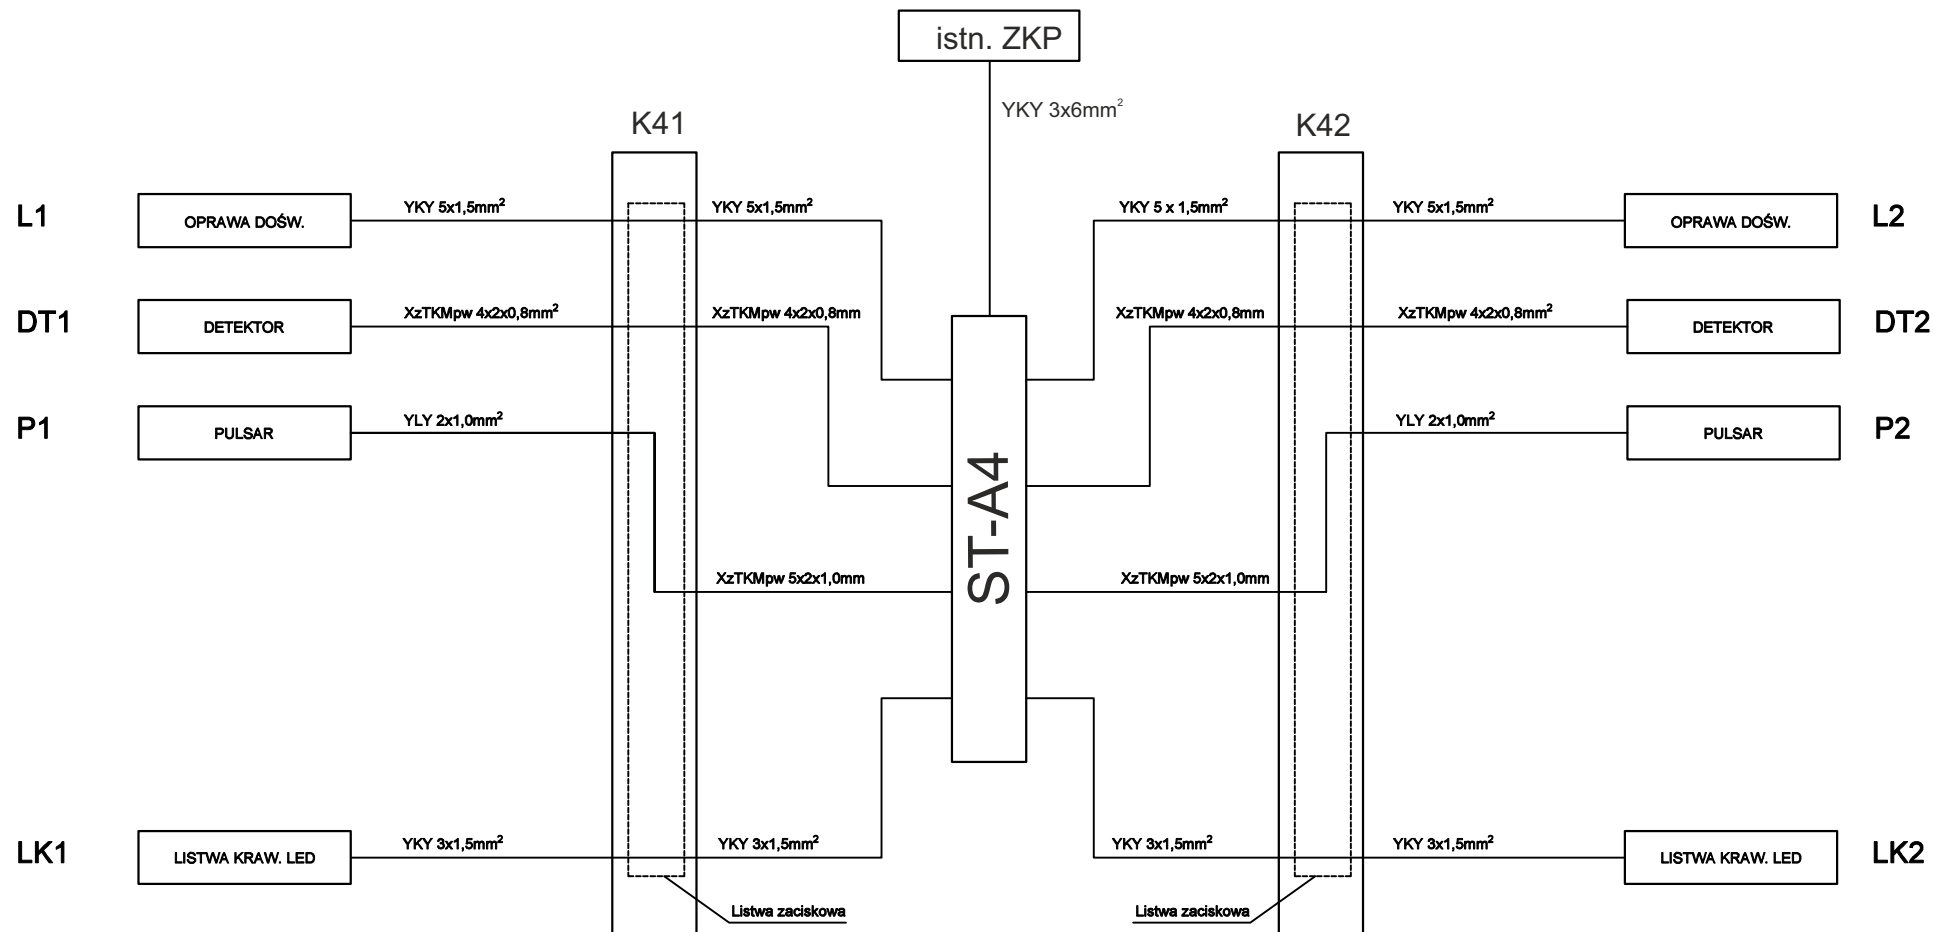 istn. ZKP
YKY 3x6mm²
K41
K42
L1
OPRAWA DOŚW.
YKY 5x1,5mm²
YKY 5x1,5mm²
YKY 5 x 1,5mm²
YKY 5x1,5mm²
OPRAWA DOŚW.
L2
DT1
DETEKTOR
XzTKMpw 4x2x0,8mm²
XzTKMpw 4x2x0,8mm
XzTKMpw 4x2x0,8mm
XzTKMpw 4x2x0,8mm²
DETEKTOR
DT2
P1
PULSAR
YLY 2x1,0mm²
YLY 2x1,0mm²
PULSAR
P2
ST-A4
XzTKMpw 5x2x1,0mm
XzTKMpw 5x2x1,0mm
LK1
LISTWA KRAW. LED
YKY 3x1,5mm²
YKY 3x1,5mm²
YKY 3x1,5mm²
YKY 3x1,5mm²
LISTWA KRAW. LED
LK2
Listwa zaciskowa
Listwa zaciskowa